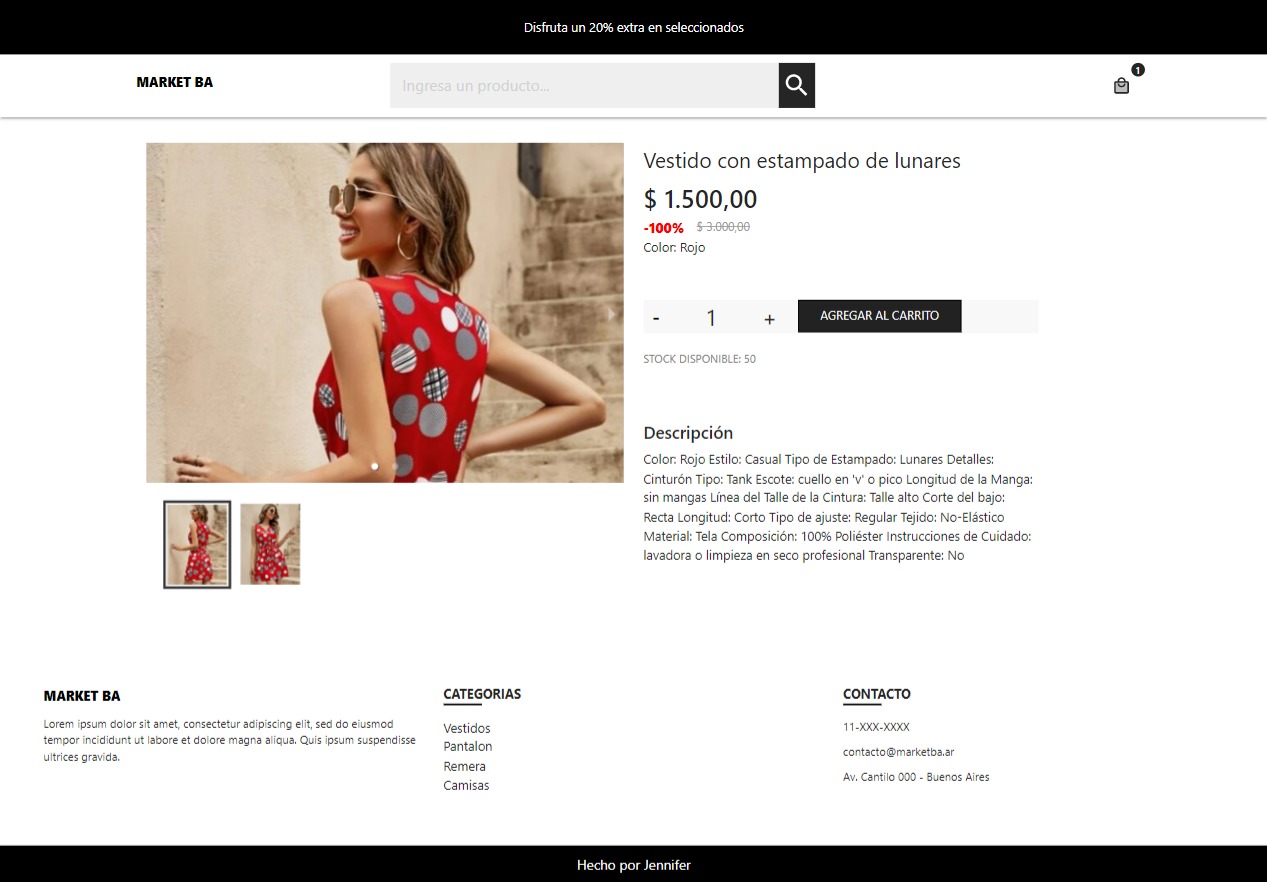 Disfruta un 20% extra en seleccionados
MARKET BA
Ingresa un producto...
1
Vestido con estampado de lunares
$ 1.500,00
-100% $ 3.000,00
Color: Rojo
- 1 + AGREGAR AL CARRITO
STOCK DISPONIBLE: 50
Descripción
Color: Rojo Estilo: Casual Tipo de Estampado: Lunares Detalles:
Cinturón Tipo: Tank Escote: cuello en 'v' o pico Longitud de la Manga:
sin mangas Línea del Talle de la Cintura: Talle alto Corte del bajo:
Recta Longitud: Corto Tipo de ajuste: Regular Tejido: No-Elástico
Material: Tela Composición: 100% Poliéster Instrucciones de Cuidado:
lavadora o limpieza en seco profesional Transparente: No
MARKET BA
Lorem ipsum dolor sit amet, consectetur adipiscing elit, sed do eiusmod
tempor incididunt ut labore et dolore magna aliqua. Quis ipsum suspendisse
ultrices gravida.
CATEGORIAS
Vestidos
Pantalon
Remera
Camisas
CONTACTO
11-XXX-XXXX
contacto@marketba.ar
Av. Cantilo 000 - Buenos Aires
Hecho por Jennifer